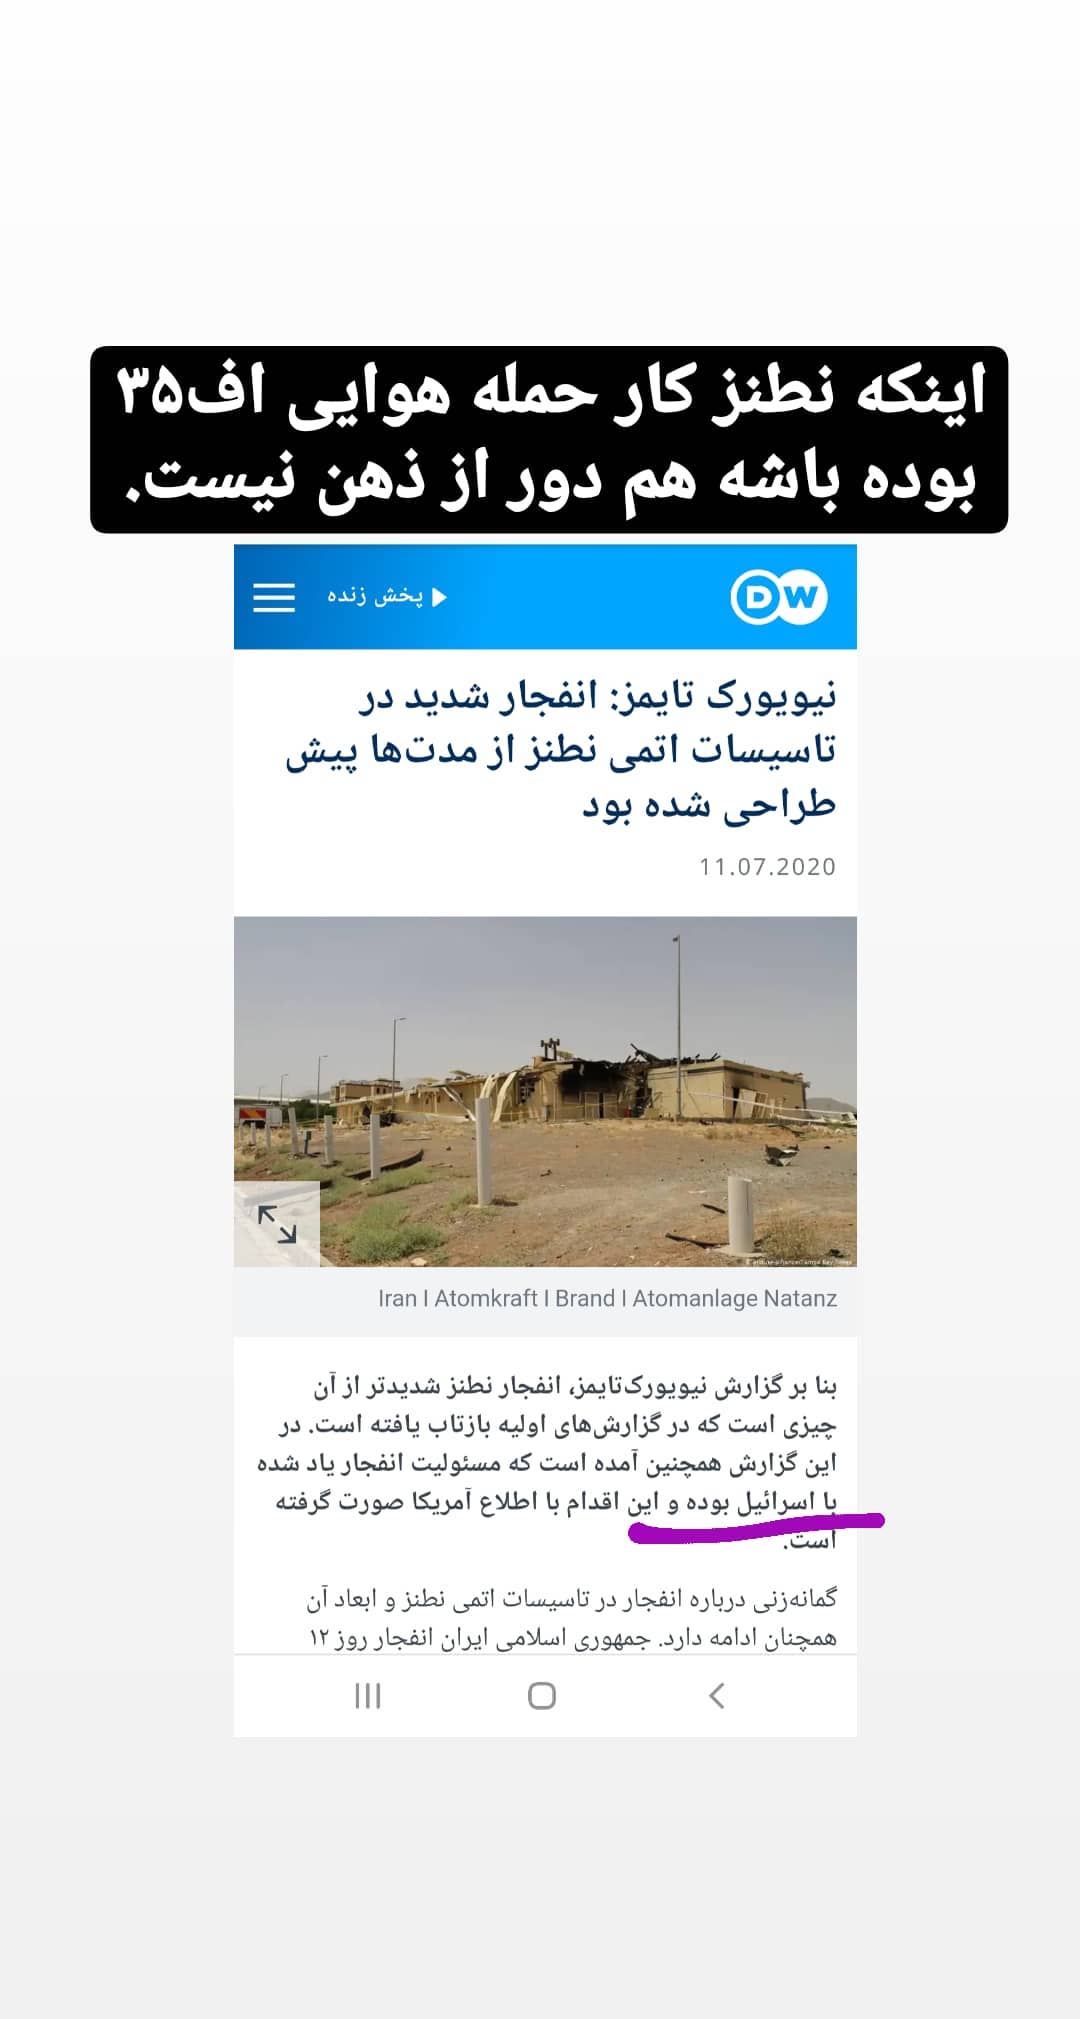 اینکه نطنز کار حمله هوایی اف۳۵
بوده باشه هم دور از ذهن نیست.
DW
پخش زنده
نیویورک تایمز: انفجار شدید در
تاسیسات اتمی نطنز از مدت‌ها پیش
طراحی شده بود
11.07.2020
Iran I Atomkraft I Brand I Atomanlage Natanz
بنا بر گزارش نیویورک‌تایمز، انفجار نطنز شدیدتر از آن
چیزی است که در گزارش‌های اولیه بازتاب یافته است. در
این گزارش همچنین آمده است که مسئولیت انفجار یاد شده
با اسرائیل بوده و این اقدام با اطلاع آمریکا صورت گرفته
است.
گمانه‌زنی درباره انفجار در تاسیسات اتمی نطنز و ابعاد آن
همچنان ادامه دارد. جمهوری اسلامی ایران انفجار روز ۱۲